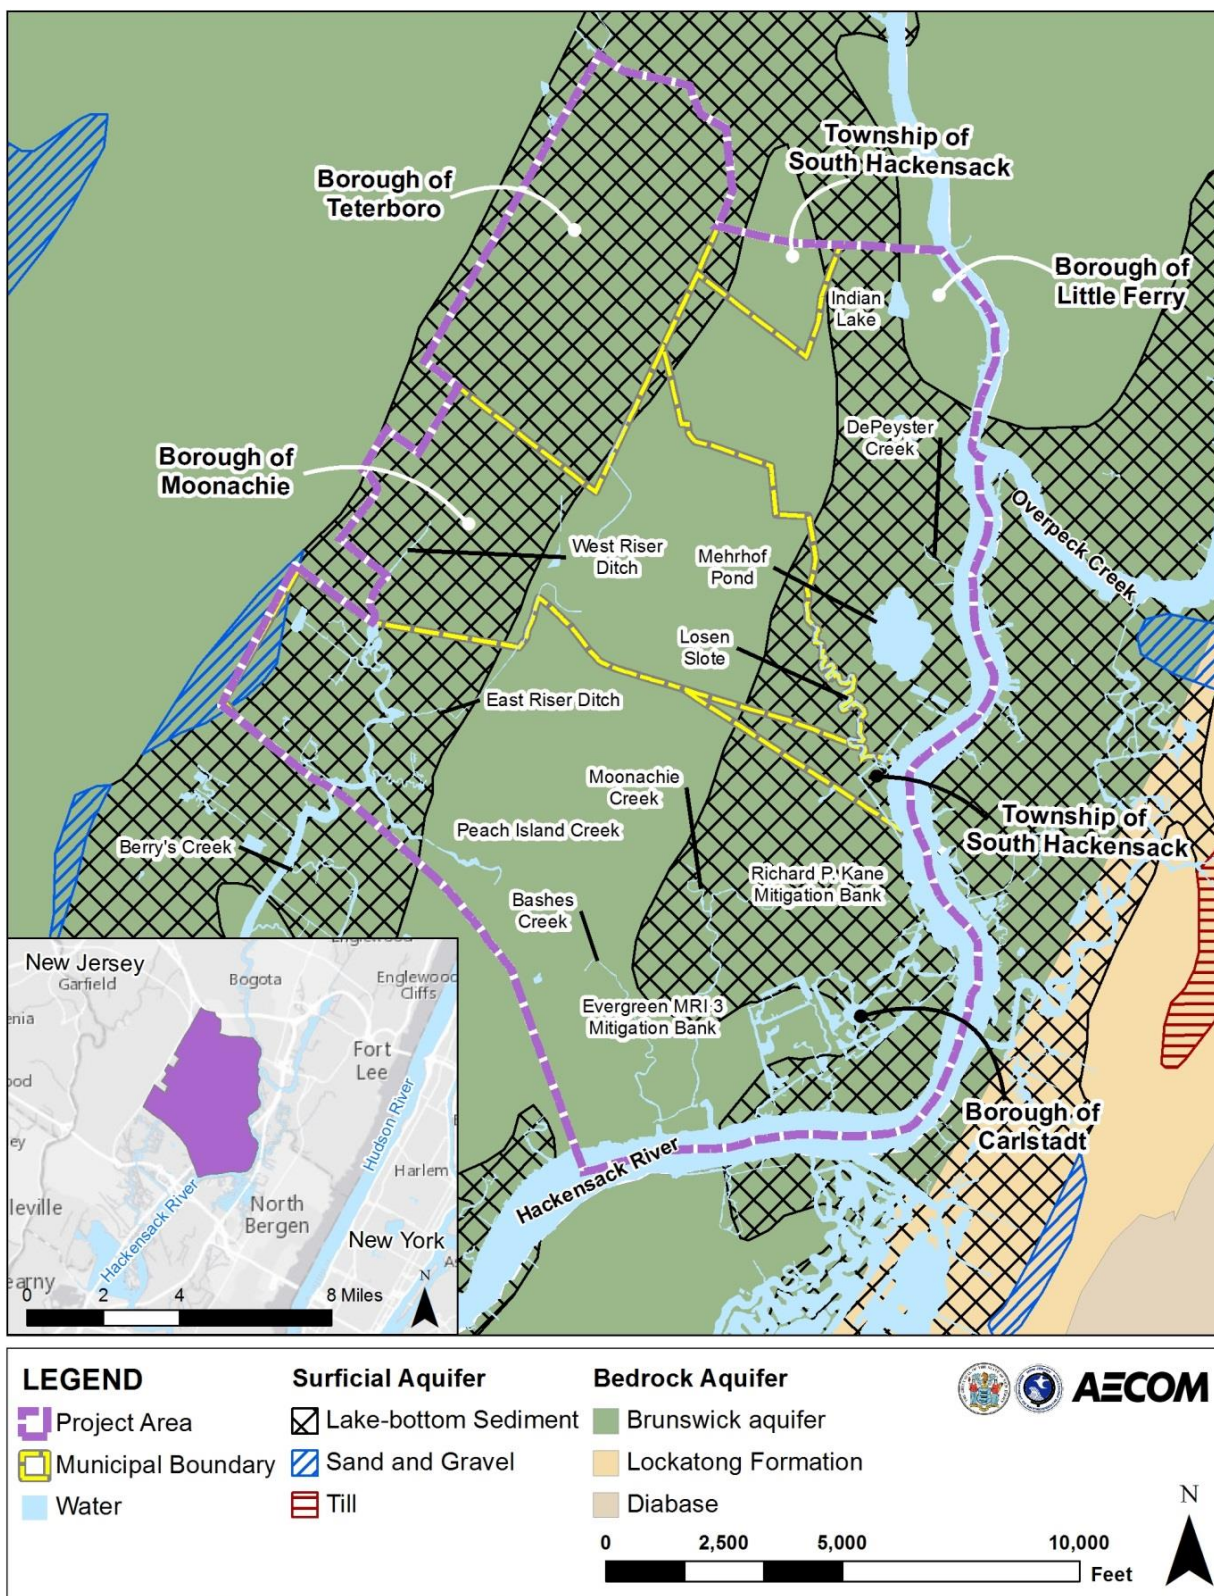 Township of
South Hackensack
Borough of
Teterboro
Borough of
Little Ferry
Indian
Lake
DePeyster
Creek
Borough of
Moonachie
Overpeck Creek
West Riser
Ditch
Mehrhof
Pond
Losen
Slote
East Riser Ditch
Moonachie
Creek
Township of
South Hackensack
Peach Island Creek
Berry's Creek
Richard P. Kane
Mitigation Bank
Bashes
Creek
Evergreen MRI 3
Mitigation Bank
Borough of
Carlstadt
Hackensack River
New Jersey
Garfield
Bogota
Englewood
Cliffs
Fort
Lee
Hudson River
Harlem
North
Bergen
Hackensack River
New York
N
0 2 4 8 Miles
LEGEND
Project Area
Municipal Boundary
Water
Surficial Aquifer
Lake-bottom Sediment
Sand and Gravel
Till
Bedrock Aquifer
Brunswick aquifer
Lockatong Formation
Diabase
AECOM
N
0 2,500 5,000 10,000
Feet